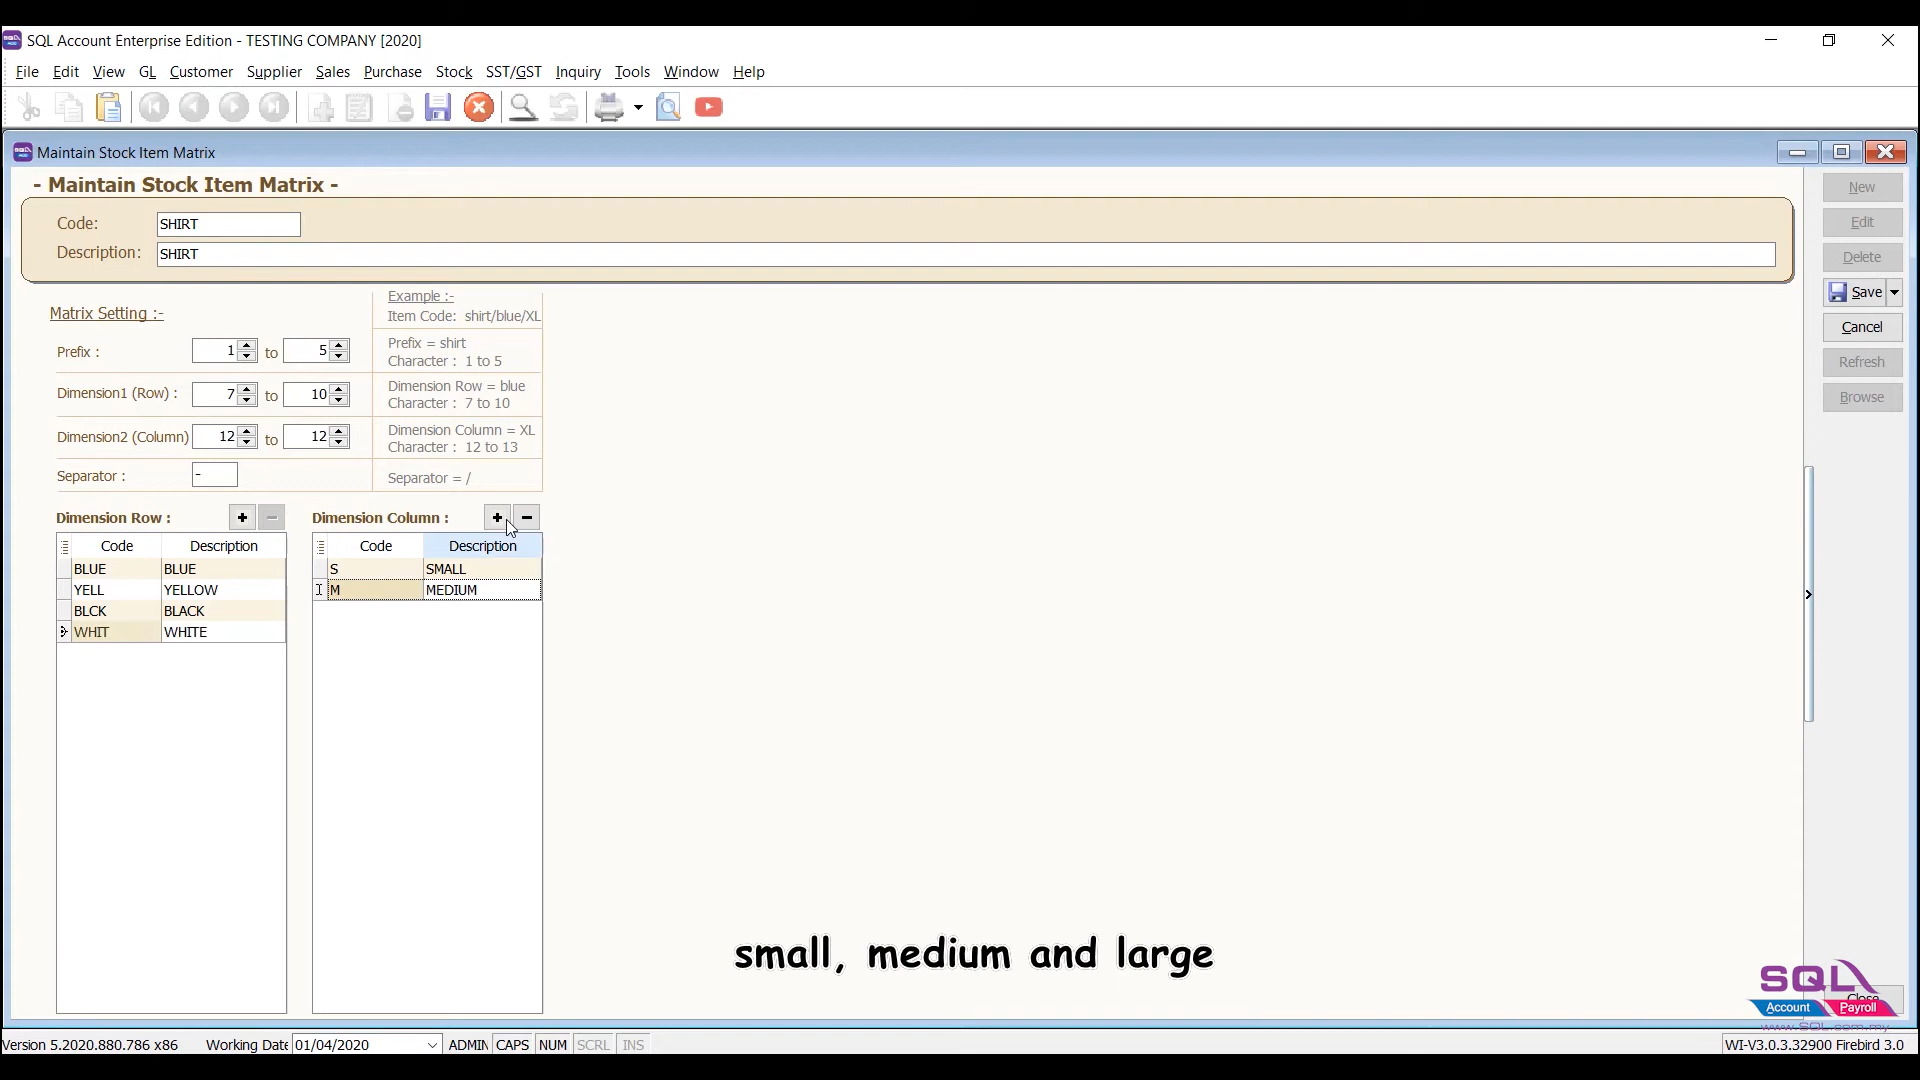 SQL Account Enterprise Edition - TESTING COMPANY [2020]
File Edit View GL Customer Supplier Sales Purchase Stock SST/GST Inquiry Tools Window Help
Maintain Stock Item Matrix
- Maintain Stock Item Matrix -
Code: SHIRT
Description: SHIRT
New
Edit
Delete
Save
Cancel
Refresh
Browse
Matrix Setting :-
Prefix : 1 to 5
Dimension1 (Row) : 7 to 10
Dimension2 (Column) 12 to 12
Separator : -
Example :-
Item Code: shirt/blue/XL
Prefix = shirt
Character : 1 to 5
Dimension Row = blue
Character : 7 to 10
Dimension Column = XL
Character : 12 to 13
Separator = /
Dimension Row : + -
Code Description
BLUE BLUE
YELL YELLOW
BLCK BLACK
WHIT WHITE
Dimension Column : + -
Code Description
S SMALL
M MEDIUM
small, medium and large
SQL
Close
Account Payroll
www.SQL.com.my
Version 5.2020.880.786 x86 Working Date 01/04/2020 ADMIN CAPS NUM SCRL INS WI-V3.0.3.32900 Firebird 3.0